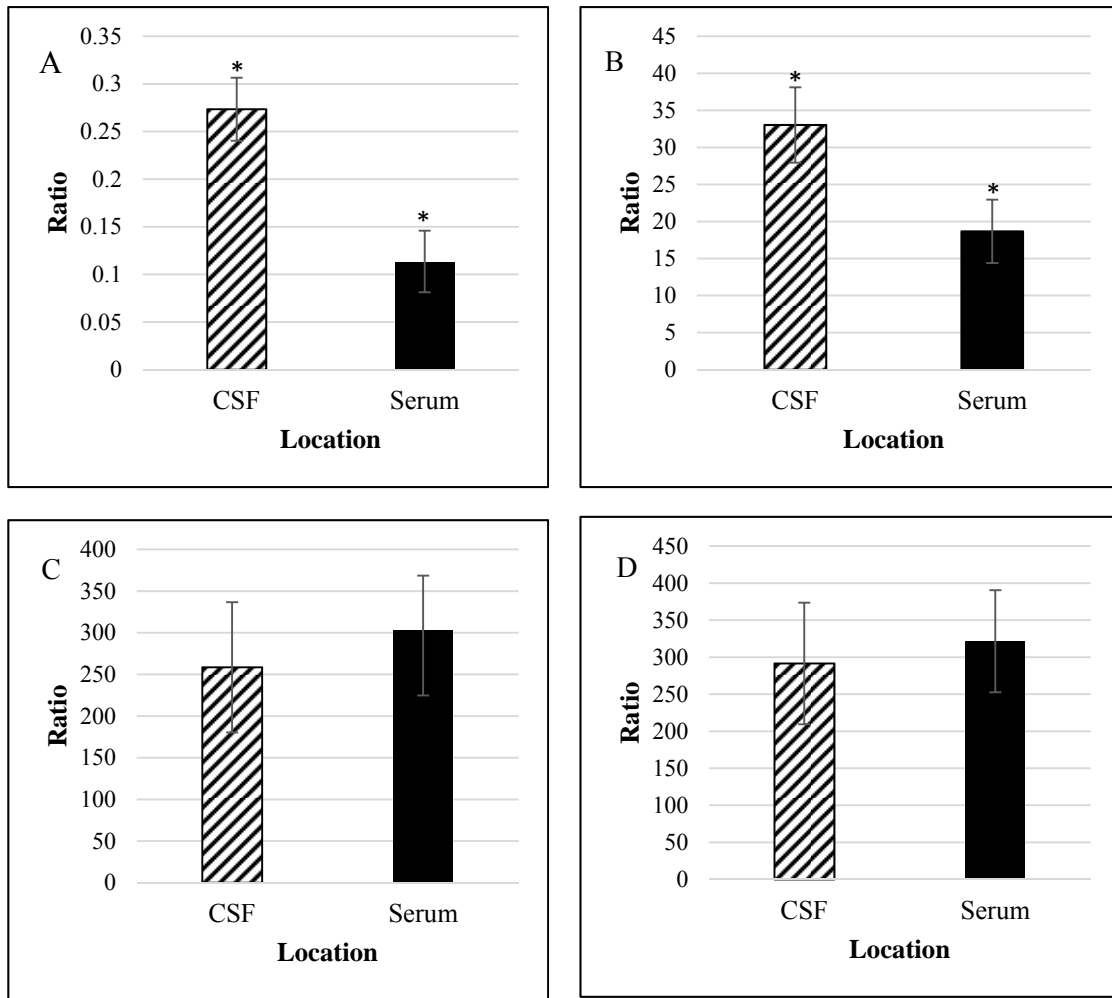 A
0.35
0.3
0.25
0.2
0.15
0.1
0.05
0
Ratio
*
*
CSF
Serum
Location
B
45
40
35
30
25
20
15
10
5
0
Ratio
*
*
CSF
Serum
Location
C
400
350
300
250
200
150
100
50
0
Ratio
CSF
Serum
Location
D
450
400
350
300
250
200
150
100
50
0
Ratio
CSF
Serum
Location